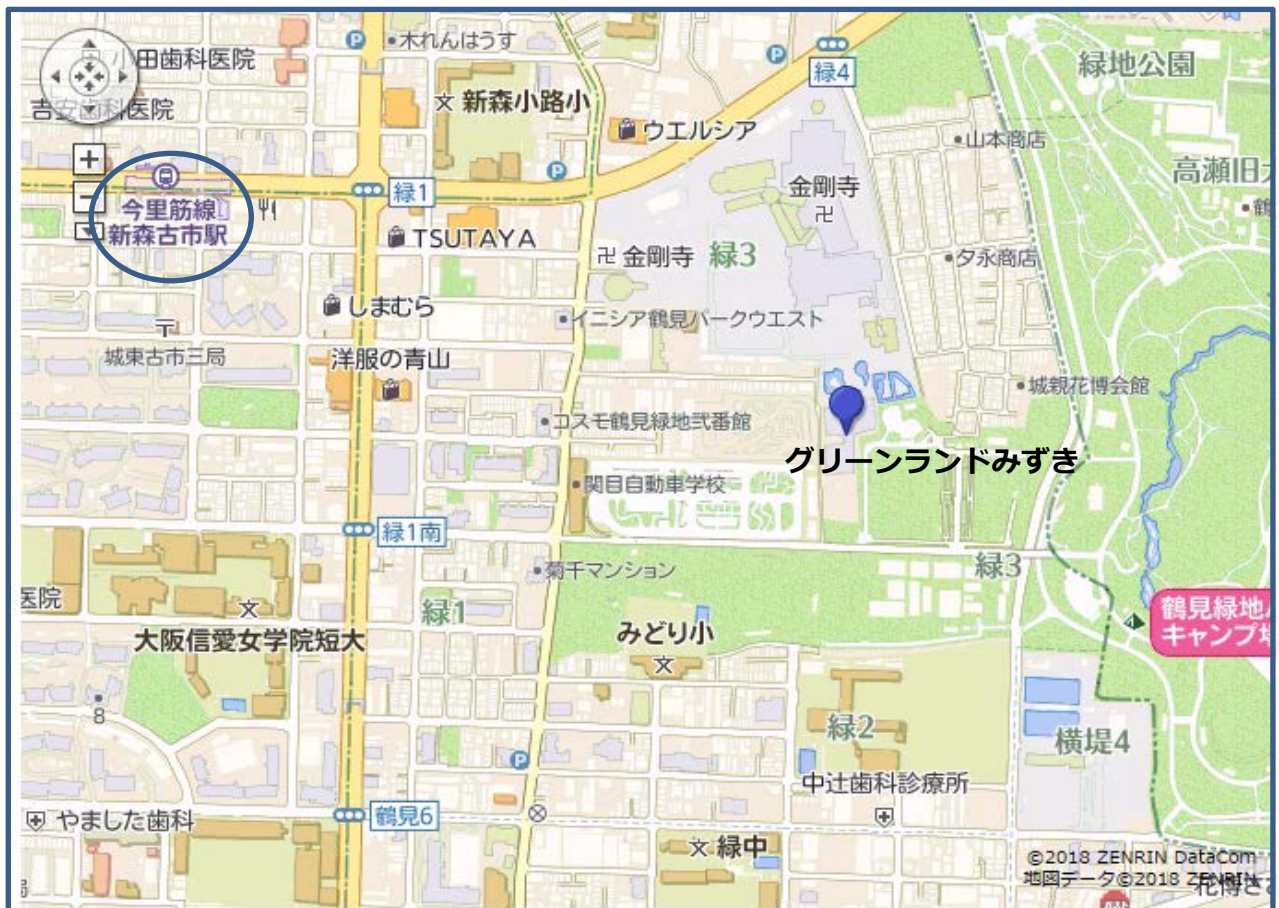 木れんはうす
小田歯科医院
緑4
緑地公園
吉安歯科医院
新森小路小
ウエルシア
山本商店
高瀬旧
今里筋線
新森古市駅
緑1
金剛寺
鶴
TSUTAYA
金剛寺
緑3
夕永商店
しまむら
イニシア鶴見パークウエスト
城東古市三局
洋服の青山
城親花博会館
コスモ鶴見緑地弐番館
グリーンランドみずき
関目自動車学校
緑1南
菊千マンション
緑3
医院
緑1
鶴見緑地
キャンプ場
大阪信愛女学院短大
みどり小
8
緑2
横堤4
中辻歯科診療所
やました歯科
鶴見6
緑中
©2018 ZENRIN DataCom
地図データ©2018 ZENRIN